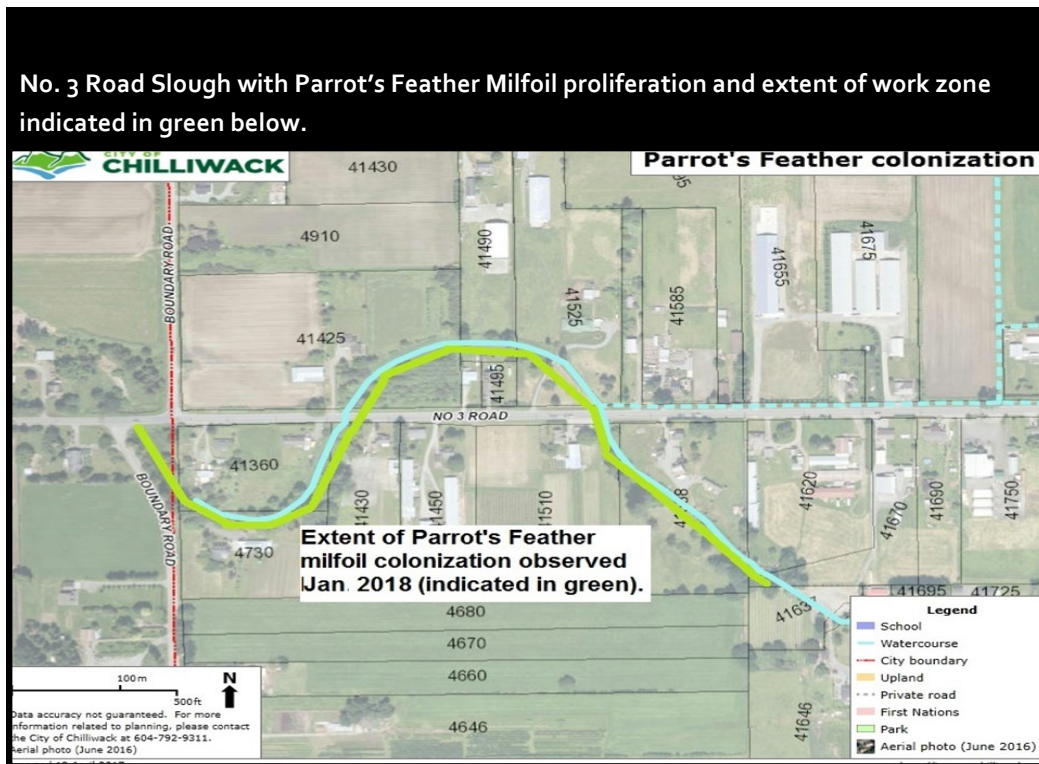 No. 3 Road Slough with Parrot's Feather Milfoil proliferation and extent of work zone
indicated in green below.
CITY OF
CHILLIWACK
Parrot's Feather colonization
41430
4910
41490
41525
41585
41655
41675
BOUNDARY ROAD
41425
41495
NO 3 ROAD
41360
41430
41450
41510
41620
41670
41690
41750
BOUNDARY ROAD
4730
Extent of Parrot's Feather
milfoil colonization observed
Jan. 2018 (indicated in green).
4680
4670
4660
4646
41637
41695
41725
41646
100m
500ft
N
Data accuracy not guaranteed. For more
information related to planning, please contact
the City of Chilliwack at 604-792-9311.
Aerial photo (June 2016)
Legend
School
Watercourse
City boundary
Upland
Private road
First Nations
Park
Aerial photo (June 2016)